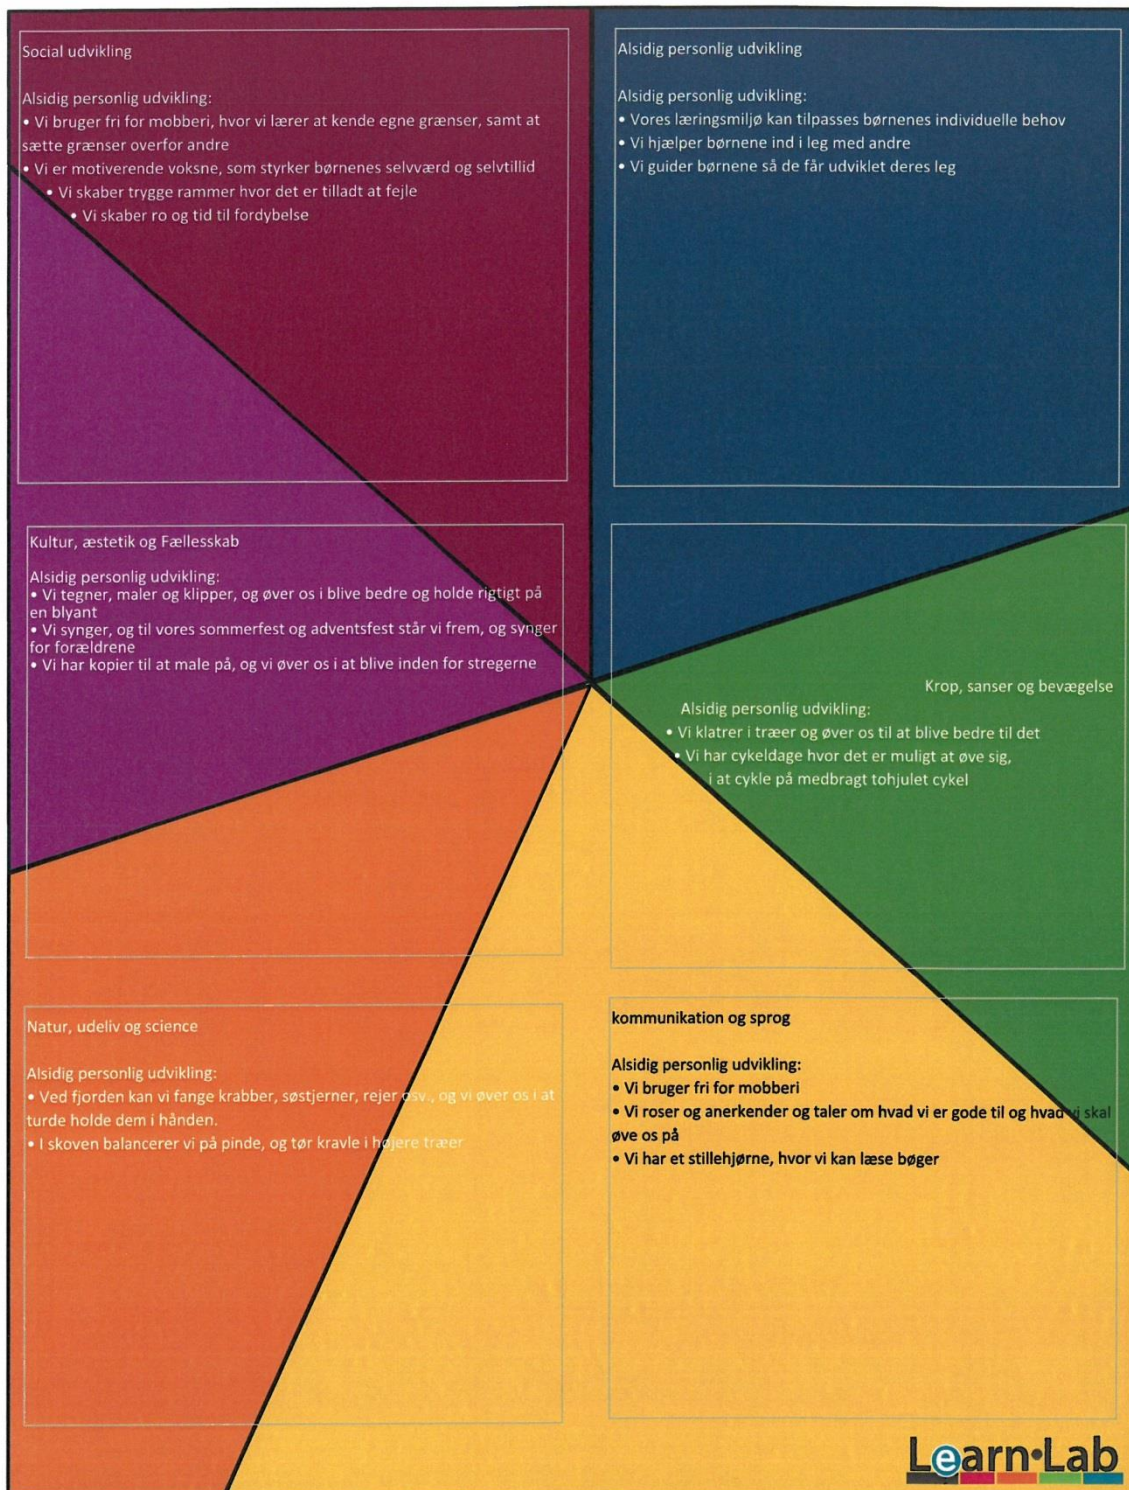 Social udvikling
Alsidig personlig udvikling:
• Vi bruger fri for mobberi, hvor vi lærer at kende egne grænser, samt at
sætte grænser overfor andre
• Vi er motiverende voksne, som styrker børnenes selvværd og selvtillid
• Vi skaber trygge rammer hvor det er tilladt at fejle
• Vi skaber ro og tid til fordybelse
Alsidig personlig udvikling
Alsidig personlig udvikling:
• Vores læringsmiljø kan tilpasses børnenes individuelle behov
• Vi hjælper børnene ind i leg med andre
• Vi guider børnene så de får udviklet deres leg
Kultur, æstetik og Fællesskab
Alsidig personlig udvikling:
• Vi tegner, maler og klipper, og øver os i blive bedre og holde rigtigt på
en blyant
• Vi synger, og til vores sommerfest og adventsfest står vi frem, og synger
for forældrene
• Vi har kopier til at male på, og vi øver os i at blive inden for stregerne
Krop, sanser og bevægelse
Alsidig personlig udvikling:
• Vi klatrer i træer og øver os til at blive bedre til det
• Vi har cykeldage hvor det er muligt at øve sig,
i at cykle på medbragt tohjulet cykel
Natur, udeliv og science
Alsidig personlig udvikling:
• Ved fjorden kan vi fange krabber, søstjerner, rejer osv., og vi øver os i at
turde holde dem i hånden.
• I skoven balancerer vi på pinde, og tør kravle i højere træer
kommunikation og sprog
Alsidig personlig udvikling:
• Vi bruger fri for mobberi
• Vi roser og anerkender og taler om hvad vi er gode til og hvad vi skal
øve os på
• Vi har et stillehjørne, hvor vi kan læse bøger
Learn•Lab